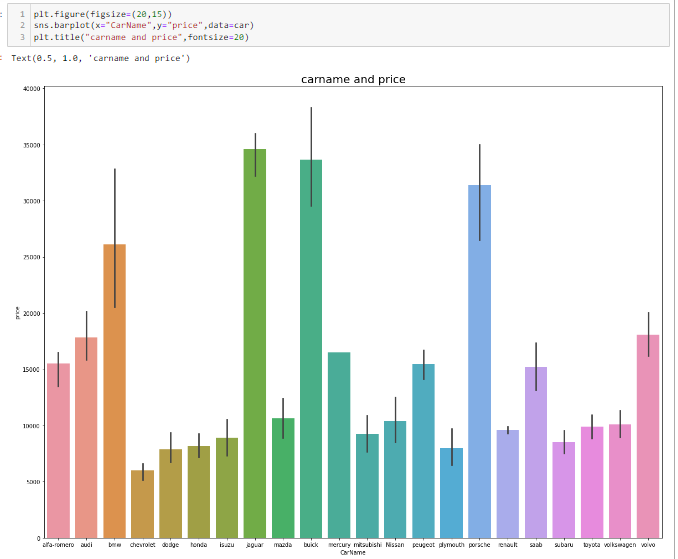 1 plt.figure(figsize=(20,15))
2 sns.barplot(x="CarName",y="price",data=car)
3 plt.title("carname and price",fontsize=20)
Text(0.5, 1.0, 'carname and price')
carname and price
40000
35000
30000
25000
20000
15000
10000
5000
0
price
alfa-romero audi bmw chevrolet dodge honda isuzu jaguar mazda buick mercury mitsubishi Nissan peugeot plymouth porsche renault saab subaru toyota volkswagen volvo
CarName